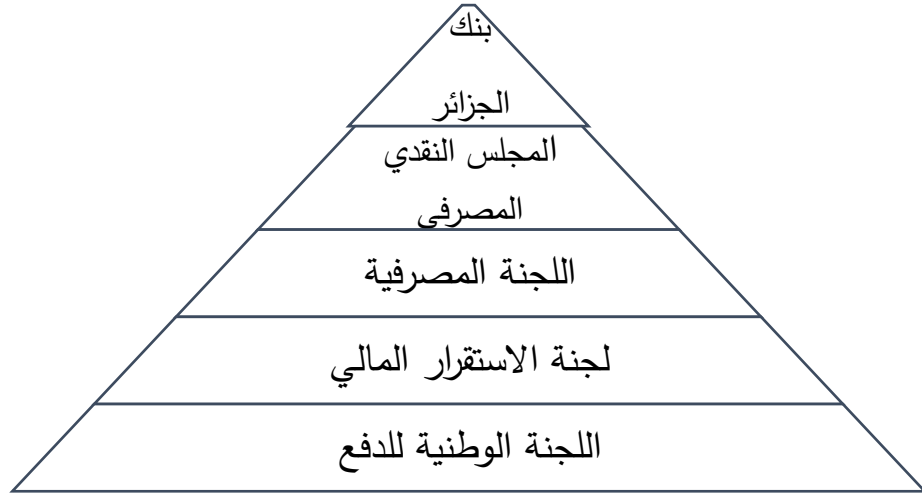 بنك
الجزائر
المجلس النقدي
المصرفي
اللجنة المصرفية
لجنة الاستقرار المالي
اللجنة الوطنية للدفع